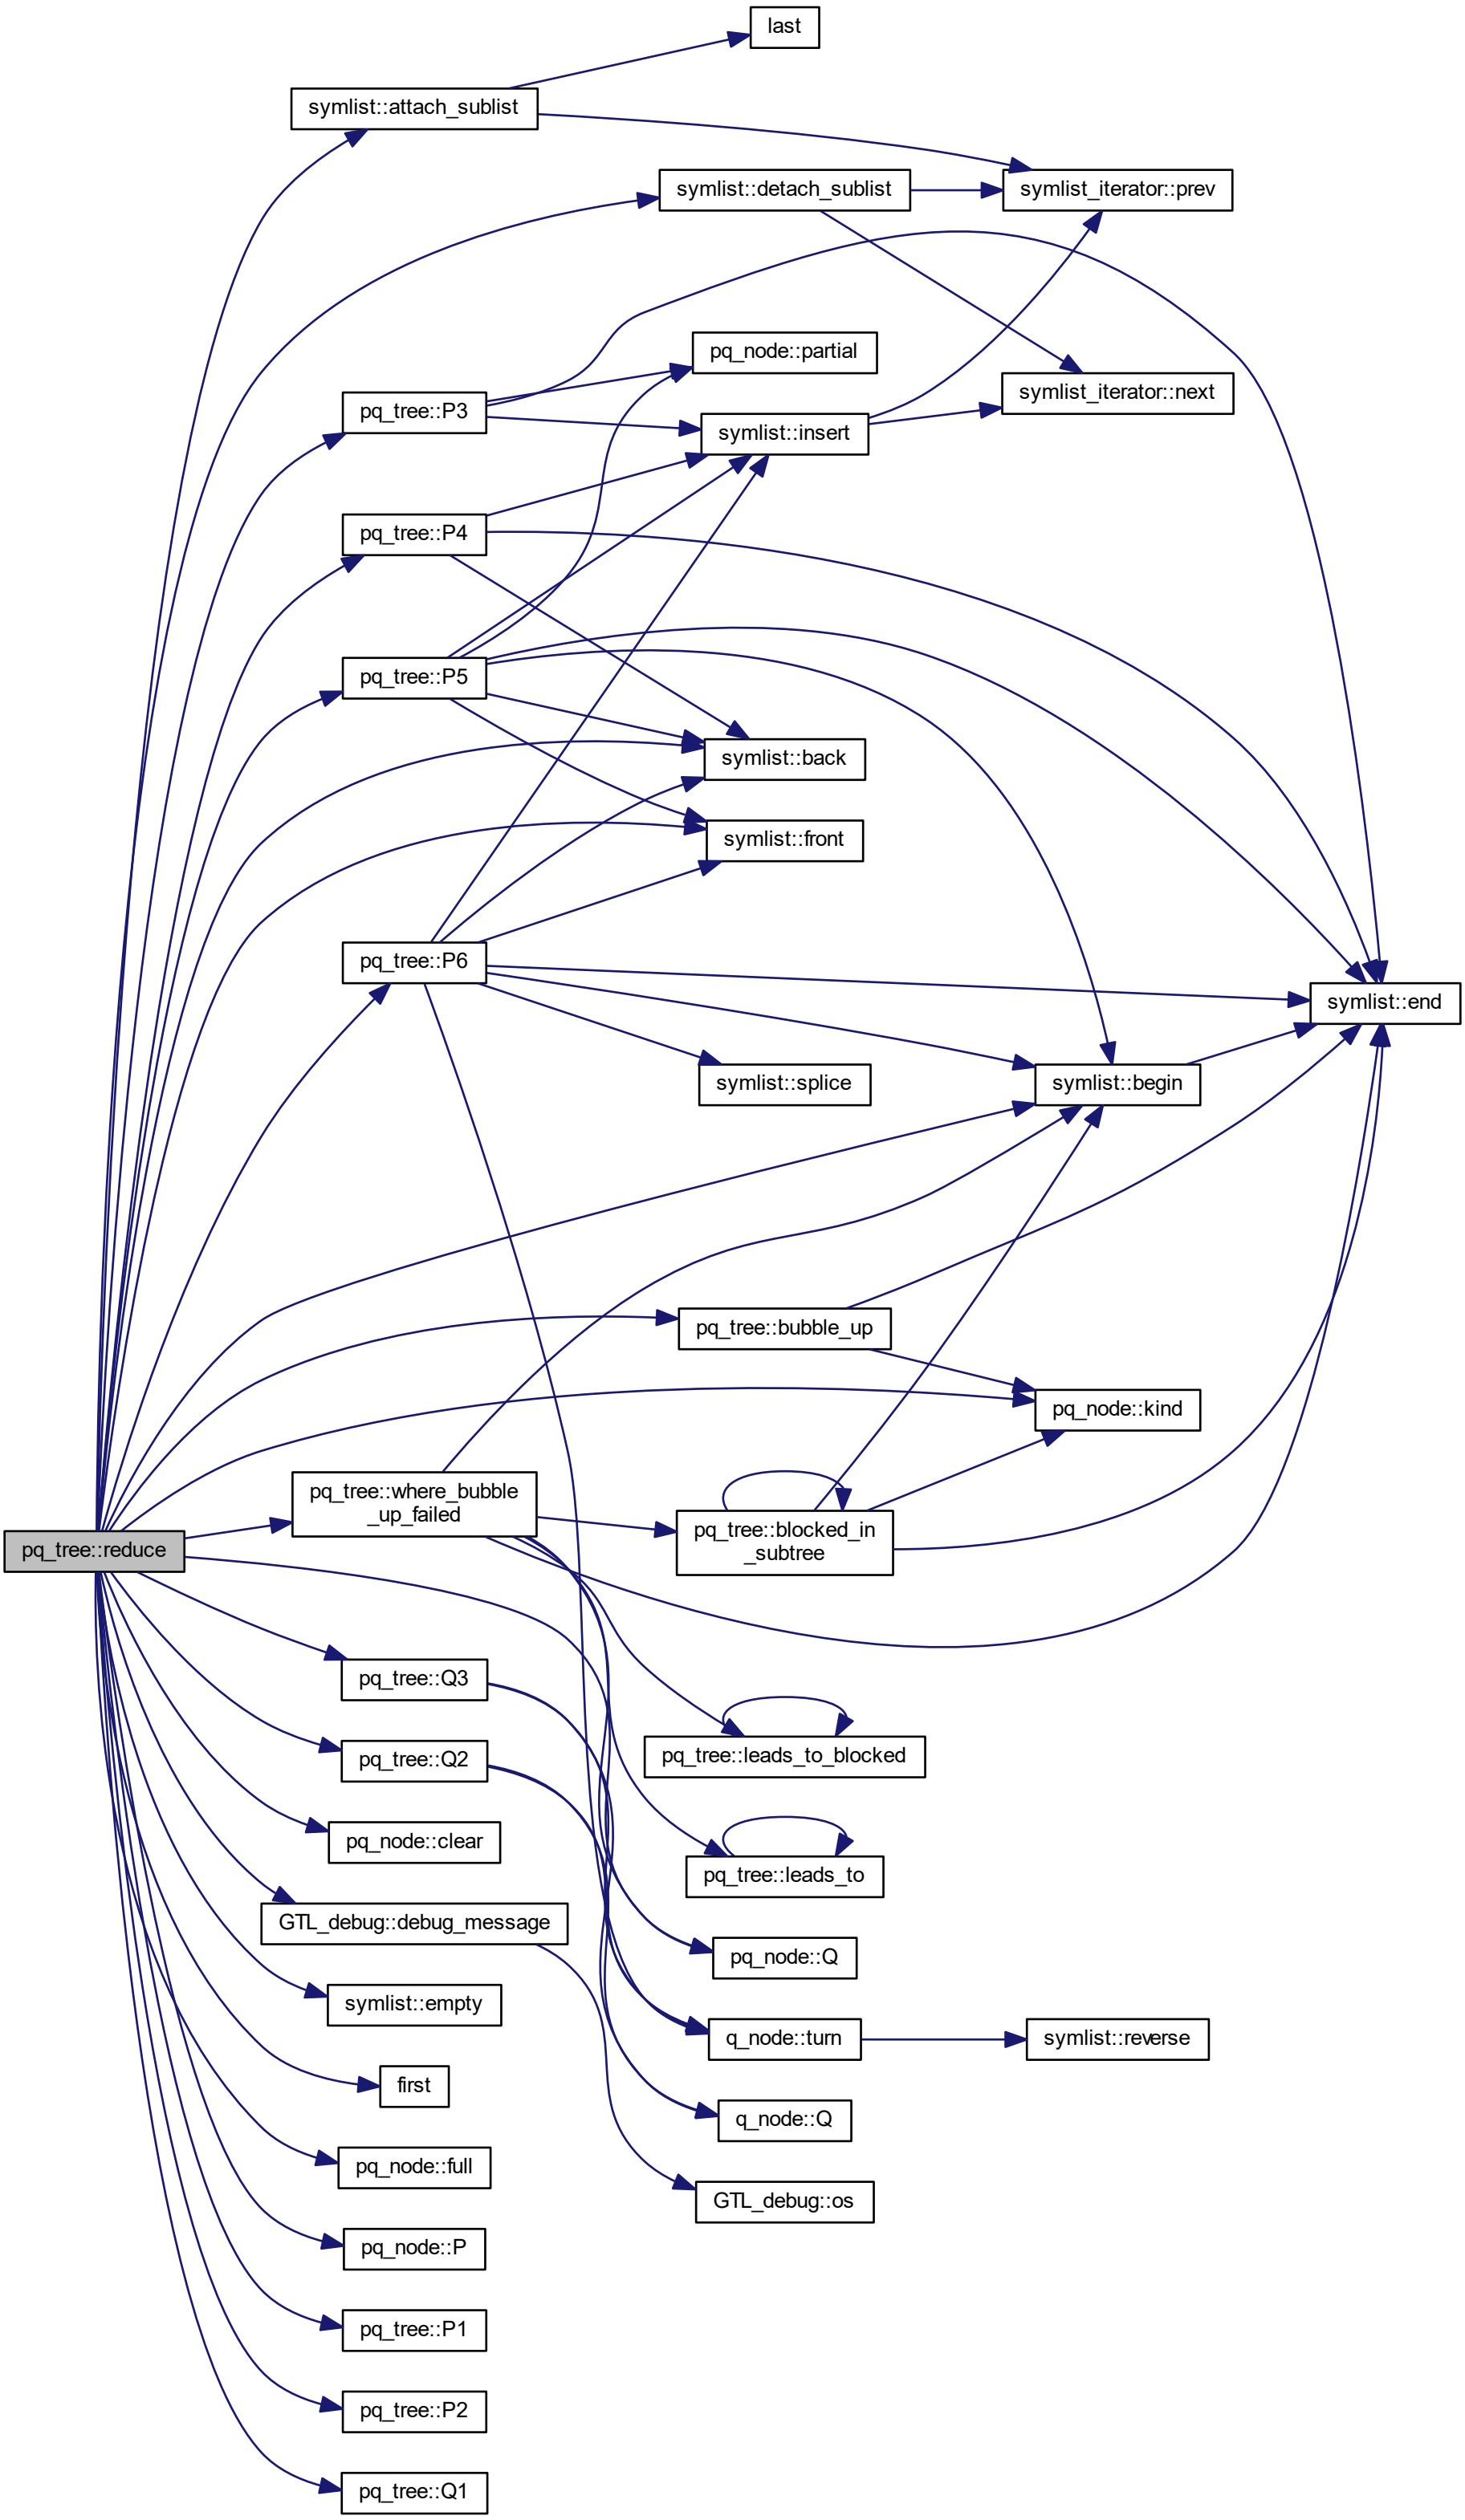 last
symlist::attach_sublist
symlist::detach_sublist
symlist_iterator::prev
pq_node::partial
symlist_iterator::next
pq_tree::P3
symlist::insert
pq_tree::P4
pq_tree::P5
symlist::back
symlist::front
pq_tree::P6
symlist::end
symlist::splice
symlist::begin
pq_tree::bubble_up
pq_node::kind
pq_tree::where_bubble
_up_failed
pq_tree::blocked_in
_subtree
pq_tree::reduce
pq_tree::Q3
pq_tree::leads_to_blocked
pq_tree::Q2
pq_node::clear
pq_tree::leads_to
GTL_debug::debug_message
pq_node::Q
symlist::empty
q_node::turn
symlist::reverse
first
q_node::Q
pq_node::full
GTL_debug::os
pq_node::P
pq_tree::P1
pq_tree::P2
pq_tree::Q1